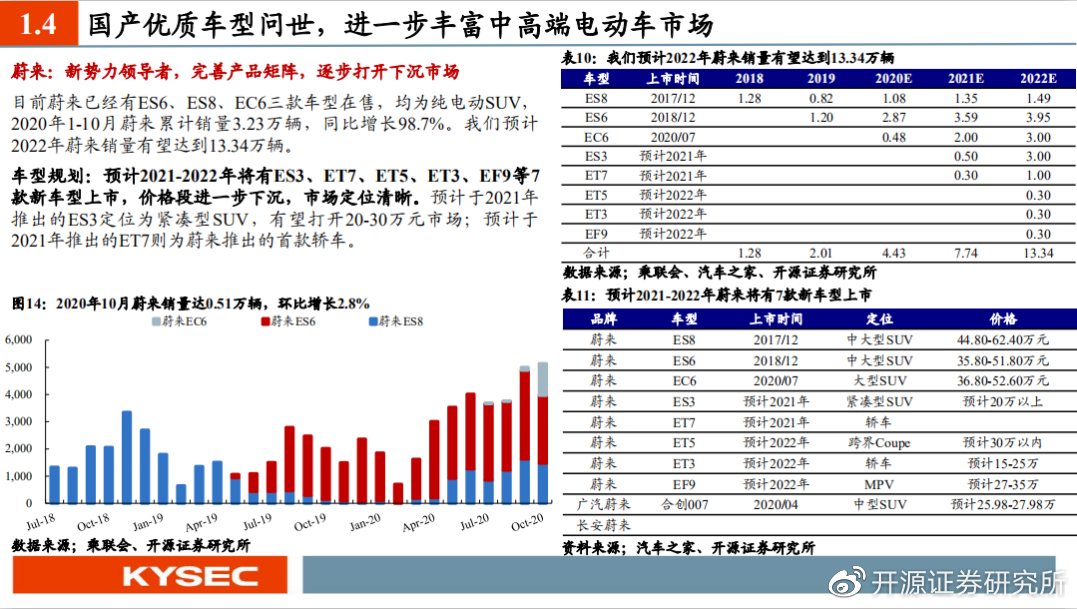 1.4 国产优质车型问世，进一步丰富中高端电动车市场
蔚来：新势力领导者，完善产品矩阵，逐步打开下沉市场
目前蔚来已经有ES6、ES8、EC6三款车型在售，均为纯电动SUV，
2020年1-10月蔚来累计销量3.23万辆，同比增长98.7%。我们预计
2022年蔚来销量有望达到13.34万辆。
车型规划：预计2021-2022年将有ES3、ET7、ET5、ET3、EF9等7
款新车型上市，价格段进一步下沉，市场定位清晰。预计于2021年
推出的ES3定位为紧凑型SUV，有望打开20-30万元市场；预计于
2021年推出的ET7则为蔚来推出的首款轿车。
图14：2020年10月蔚来销量达0.51万辆，环比增长2.8%
蔚来EC6 蔚来ES6 蔚来ES8
6,000
5,000
4,000
3,000
2,000
1,000
0
Jul-18 Oct-18 Jan-19 Apr-19 Jul-19 Oct-19 Jan-20 Apr-20 Jul-20 Oct-20
数据来源：乘联会、开源证券研究所
表10：我们预计2022年蔚来销量有望达到13.34万辆
车型 上市时间 2018 2019 2020E 2021E 2022E
ES8 2017/12 1.28 0.82 1.08 1.35 1.49
ES6 2018/12 1.20 2.87 3.59 3.95
EC6 2020/07 0.48 2.00 3.00
ES3 预计2021年 0.50 3.00
ET7 预计2021年 0.30 1.00
ET5 预计2022年 0.30
ET3 预计2022年 0.30
EF9 预计2022年 0.30
合计 1.28 2.01 4.43 7.74 13.34
数据来源：乘联会、汽车之家、开源证券研究所
表11：预计2021-2022年蔚来将有7款新车型上市
品牌 车型 上市时间 定位 价格
蔚来 ES8 2017/12 中大型SUV 44.80-62.40万元
蔚来 ES6 2018/12 中大型SUV 35.80-51.80万元
蔚来 EC6 2020/07 大型SUV 36.80-52.60万元
蔚来 ES3 预计2021年 紧凑型SUV 预计20万以上
蔚来 ET7 预计2021年 轿车
蔚来 ET5 预计2022年 跨界Coupe 预计30万以内
蔚来 ET3 预计2022年 轿车 预计15-25万
蔚来 EF9 预计2022年 MPV 预计27-35万
广汽蔚来 合创007 2020/04 中型SUV 预计25.98-27.98万
长安蔚来
资料来源：汽车之家、开源证券研究所
KYSEC
开源证券研究所